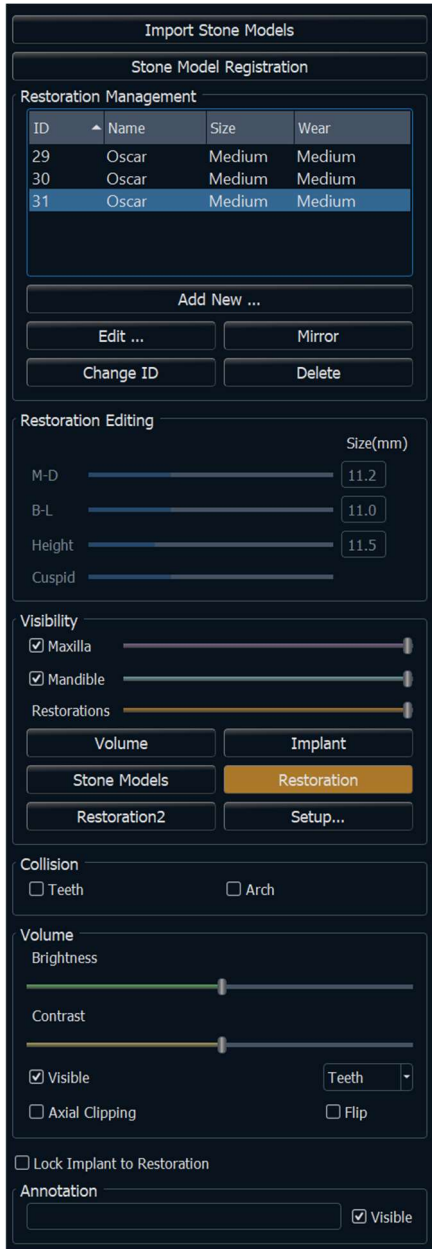 Import Stone Models
Stone Model Registration
Restoration Management
ID Name Size Wear
29 Oscar Medium Medium
30 Oscar Medium Medium
31 Oscar Medium Medium
Add New ...
Edit ... Mirror
Change ID Delete
Restoration Editing
Size(mm)
M-D 11.2
B-L 11.0
Height 11.5
Cuspid
Visibility
Maxilla
Mandible
Restorations
Volume Implant
Stone Models Restoration
Restoration2 Setup...
Collision
Teeth Arch
Volume
Brightness
Contrast
Visible Teeth
Axial Clipping Flip
Lock Implant to Restoration
Annotation
Visible